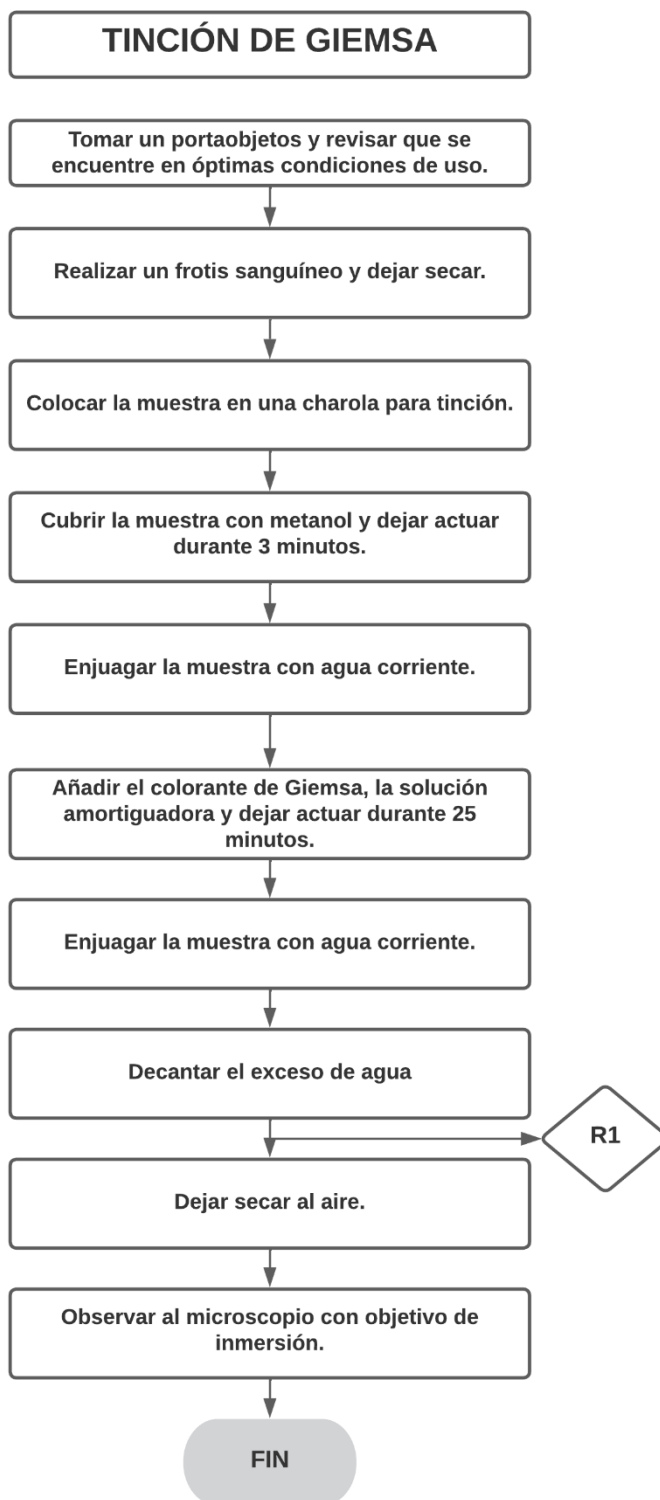 TINCIÓN DE GIEMSA
Tomar un portaobjetos y revisar que se
encuentre en óptimas condiciones de uso.
Realizar un frotis sanguíneo y dejar secar.
Colocar la muestra en una charola para tinción.
Cubrir la muestra con metanol y dejar actuar
durante 3 minutos.
Enjuagar la muestra con agua corriente.
Añadir el colorante de Giemsa, la solución
amortiguadora y dejar actuar durante 25
minutos.
Enjuagar la muestra con agua corriente.
Decantar el exceso de agua
R1
Dejar secar al aire.
Observar al microscopio con objetivo de
inmersión.
FIN